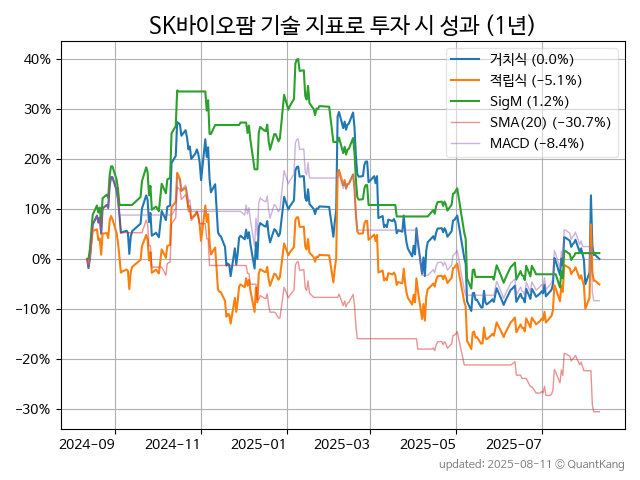 SK바이오팜 기술 지표로 투자 시 성과 (1년)
거치식 (0.0%)
적립식 (−5.1%)
SigM (1.2%)
SMA(20) (−30.7%)
MACD (−8.4%)
40%
30%
20%
10%
0%
−10%
−20%
−30%
2024−09
2024−11
2025−01
2025−03
2025−05
2025−07
updated: 2025-08-11 © QuantKang